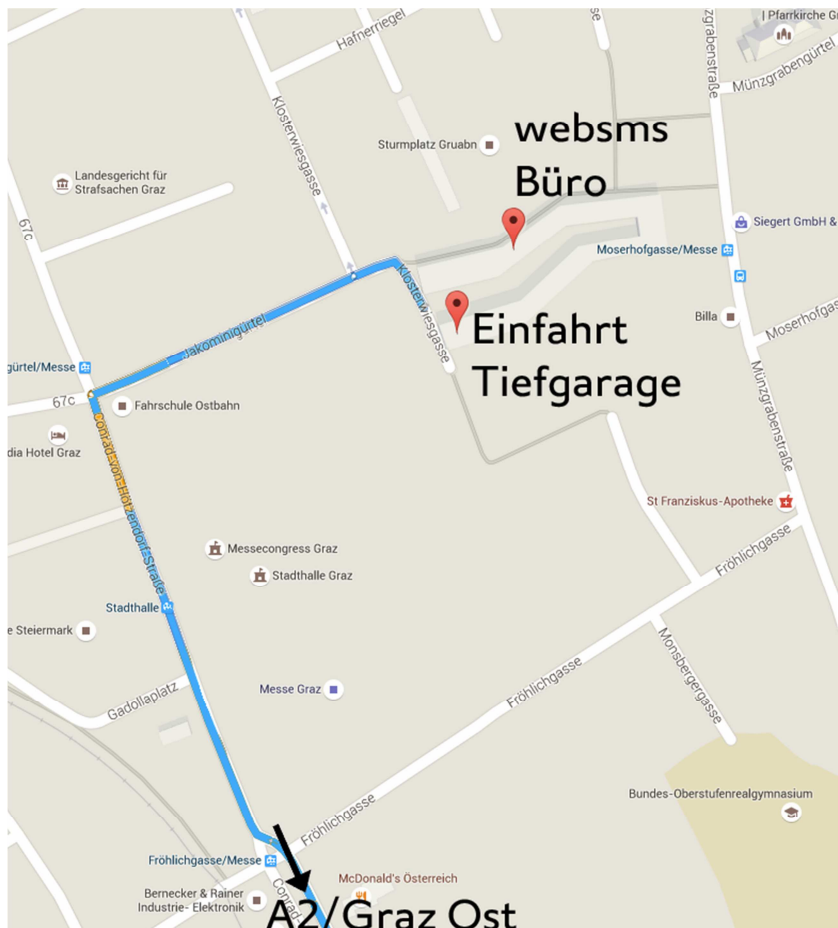 | Pfarrkirche
Hafnerriegel
Münzgrabengürtel
Klosterwiesgasse
Sturmplatz Gruabn
websms
Büro
Landesgericht für
Strafsachen Graz
67c
Siegert GmbH &
Moserhofgasse/Messe
Klosterwiesgasse
Einfahrt
Tiefgarage
Billa
Jakominigürtel
gürtel/Messe
67c
Fahrschule Ostbahn
Münzgrabenstraße
dia Hotel Graz
Conrad-von-Hötzendorf-Straße
St Franziskus-Apotheke
Messecongress Graz
Fröhlichgasse
Stadthalle Graz
Stadthalle
e Steiermark
Monsbergergasse
Fröhlichgasse
Messe Graz
Gadollaplatz
Bundes-Oberstufenrealgymnasium
Fröhlichgasse
Fröhlichgasse/Messe
McDonald's Österreich
Bernecker & Rainer
Industrie- Elektronik
Conrad-
A2/Graz Ost